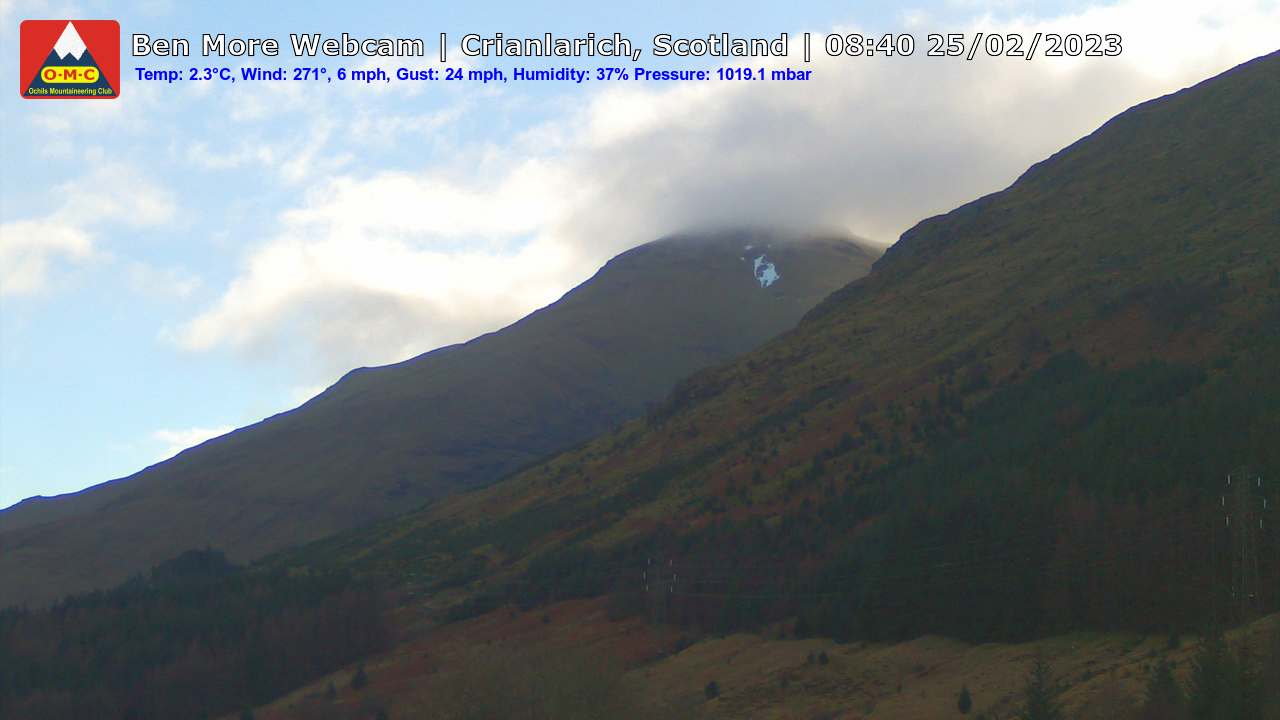 Ben More Webcam | Crianlarich, Scotland | 08:40 25/02/2023
Temp: 2.3°C, Wind: 271°, 6 mph, Gust: 24 mph, Humidity: 37% Pressure: 1019.1 mbar
O·M·C
Ochils Mountaineering Club